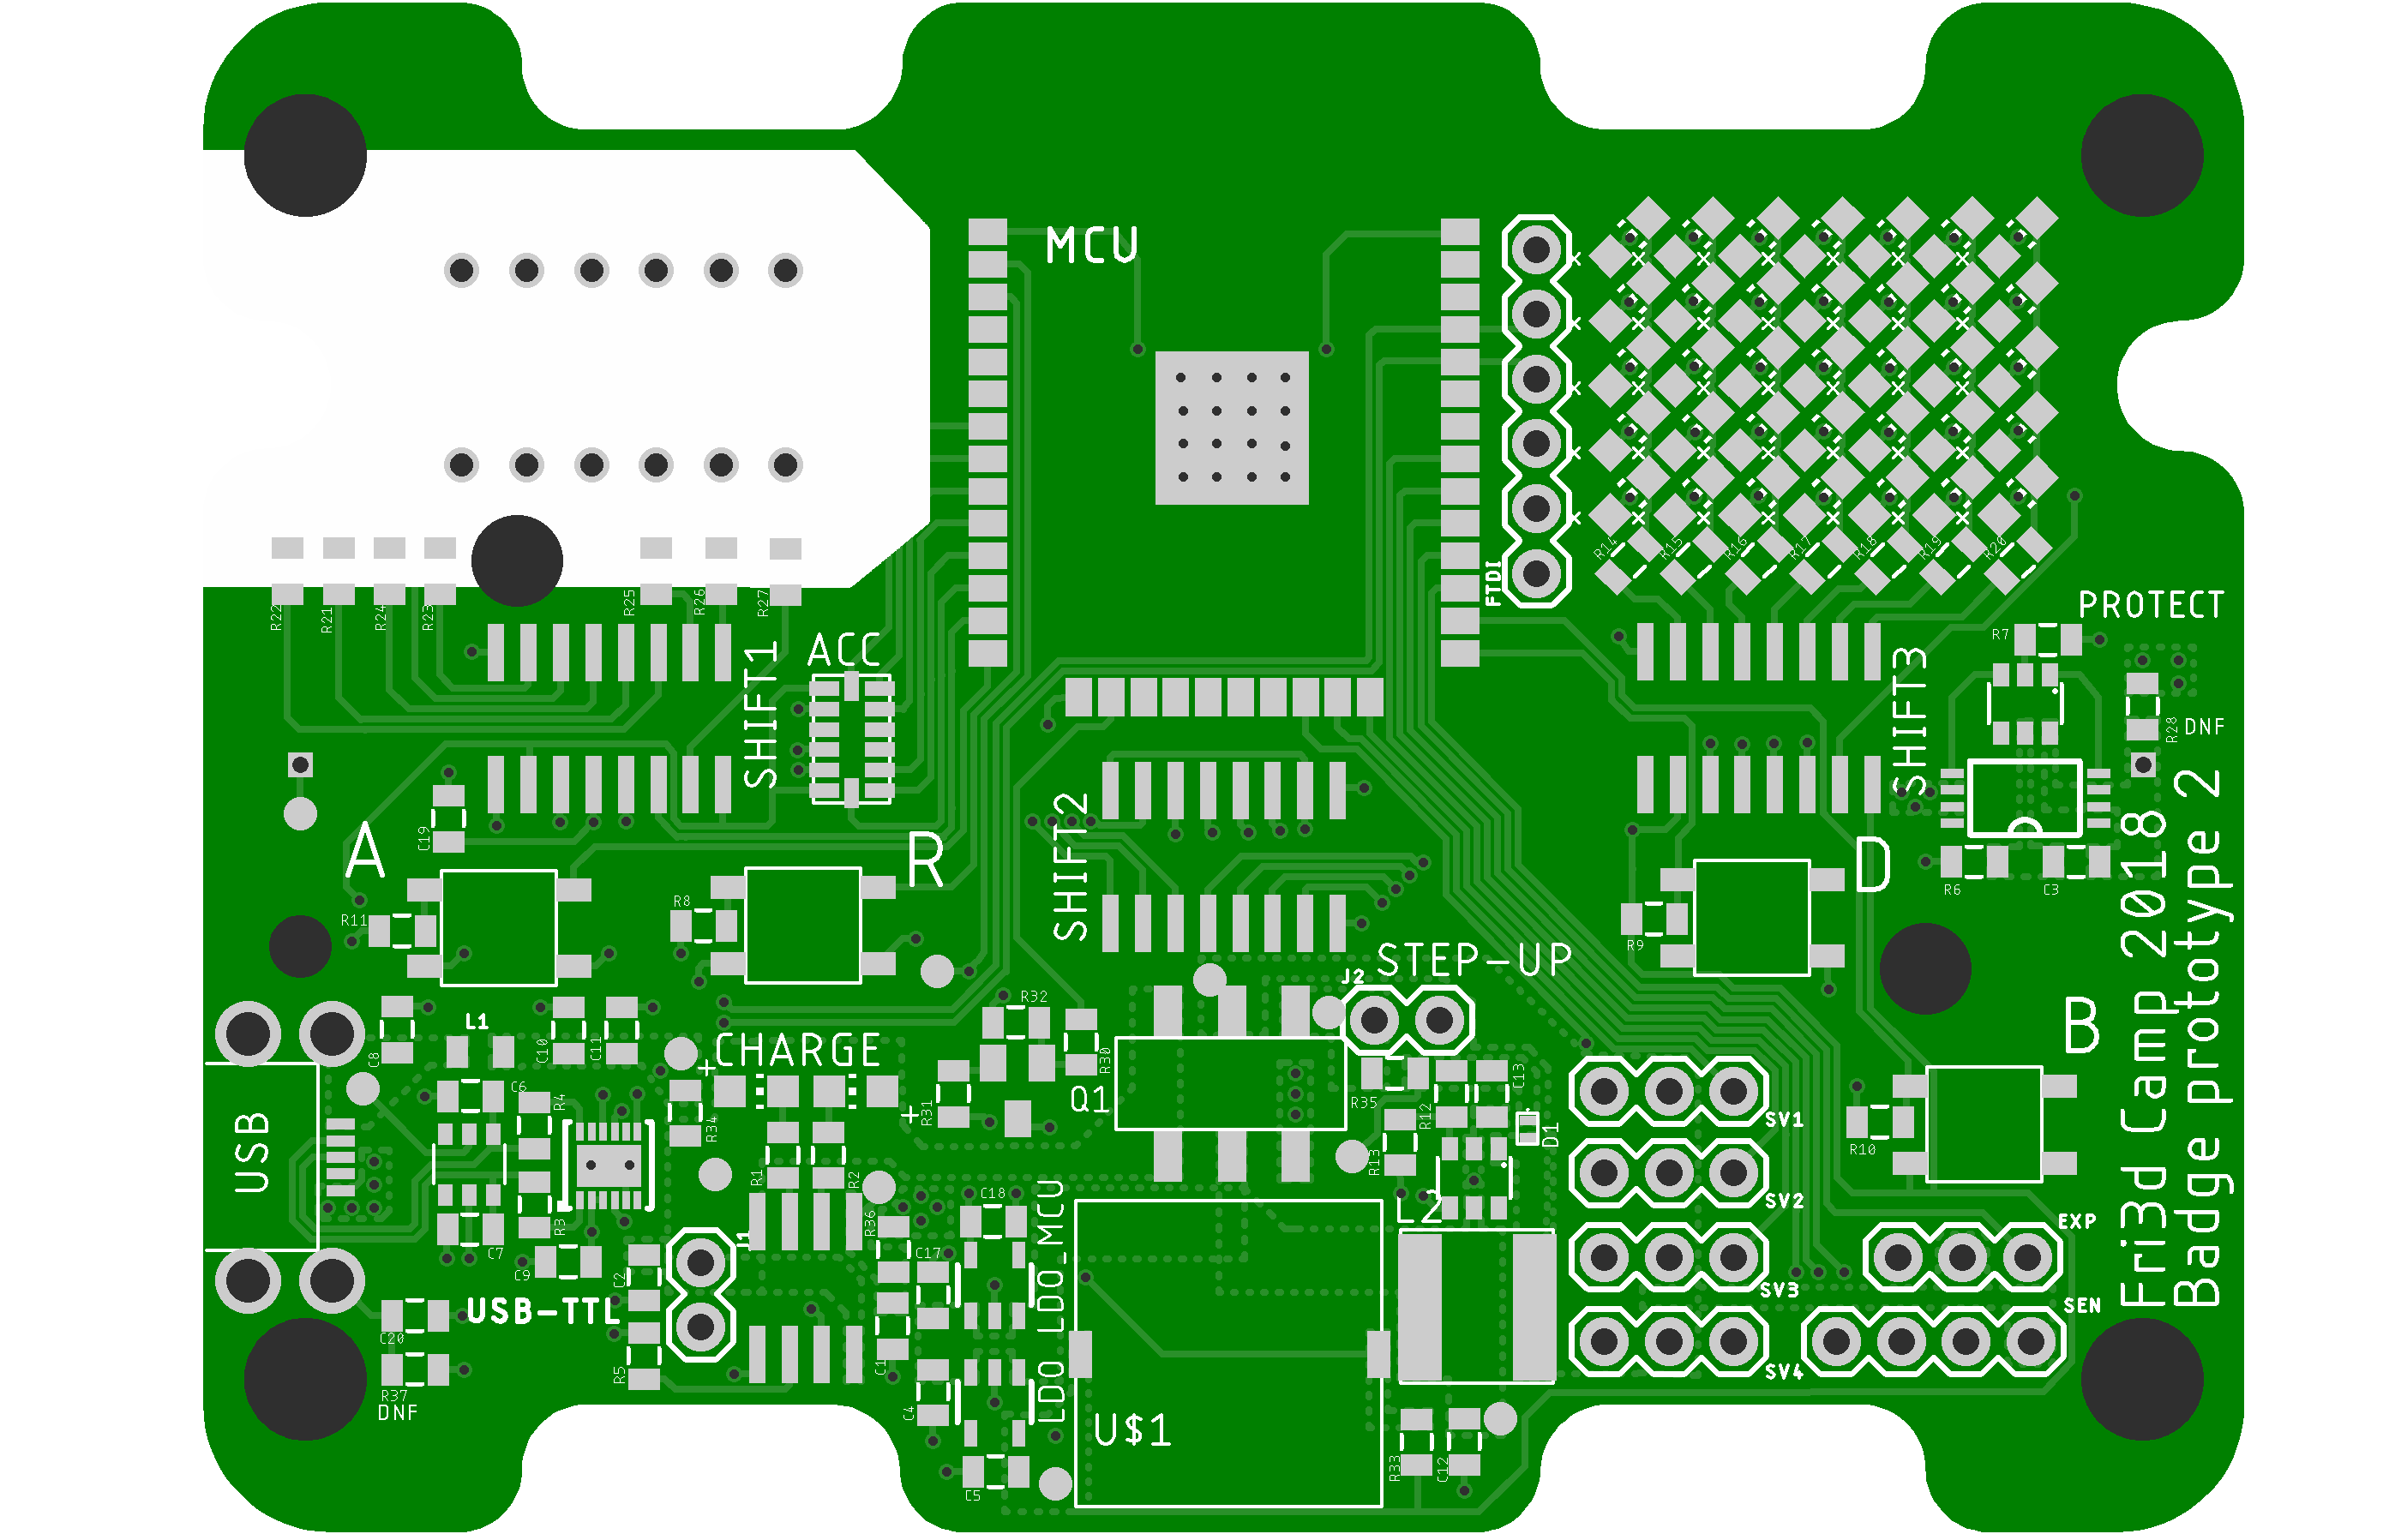 MCU
FTDI
R14
R15
R16
R17
R18
R19
R20
R22
R21
R24
R23
R25
R26
R27
PROTECT
R7
SHIFT1
ACC
SHIFT3
R28
DNF
C19
A
R
SHIFT2
D
R6
C3
R11
R8
R9
STEP-UP
J2
Fri3d Camp 2018
Badge prototype 2
B
L1
R32
C8
C10
C11
+
CHARGE
R30
C13
C6
R4
R34
+
R31
Q1
R35
R12
SV1
D1
R10
USB
R1
R2
R13
C18
LDO_MCU
L2
SV2
R3
R36
C7
J1
C17
EXP
C9
C2
SV3
SEN
USB-TTL
C20
R5
C1
SV4
R37
DNF
C4
LDO
U$1
R33
C12
C5